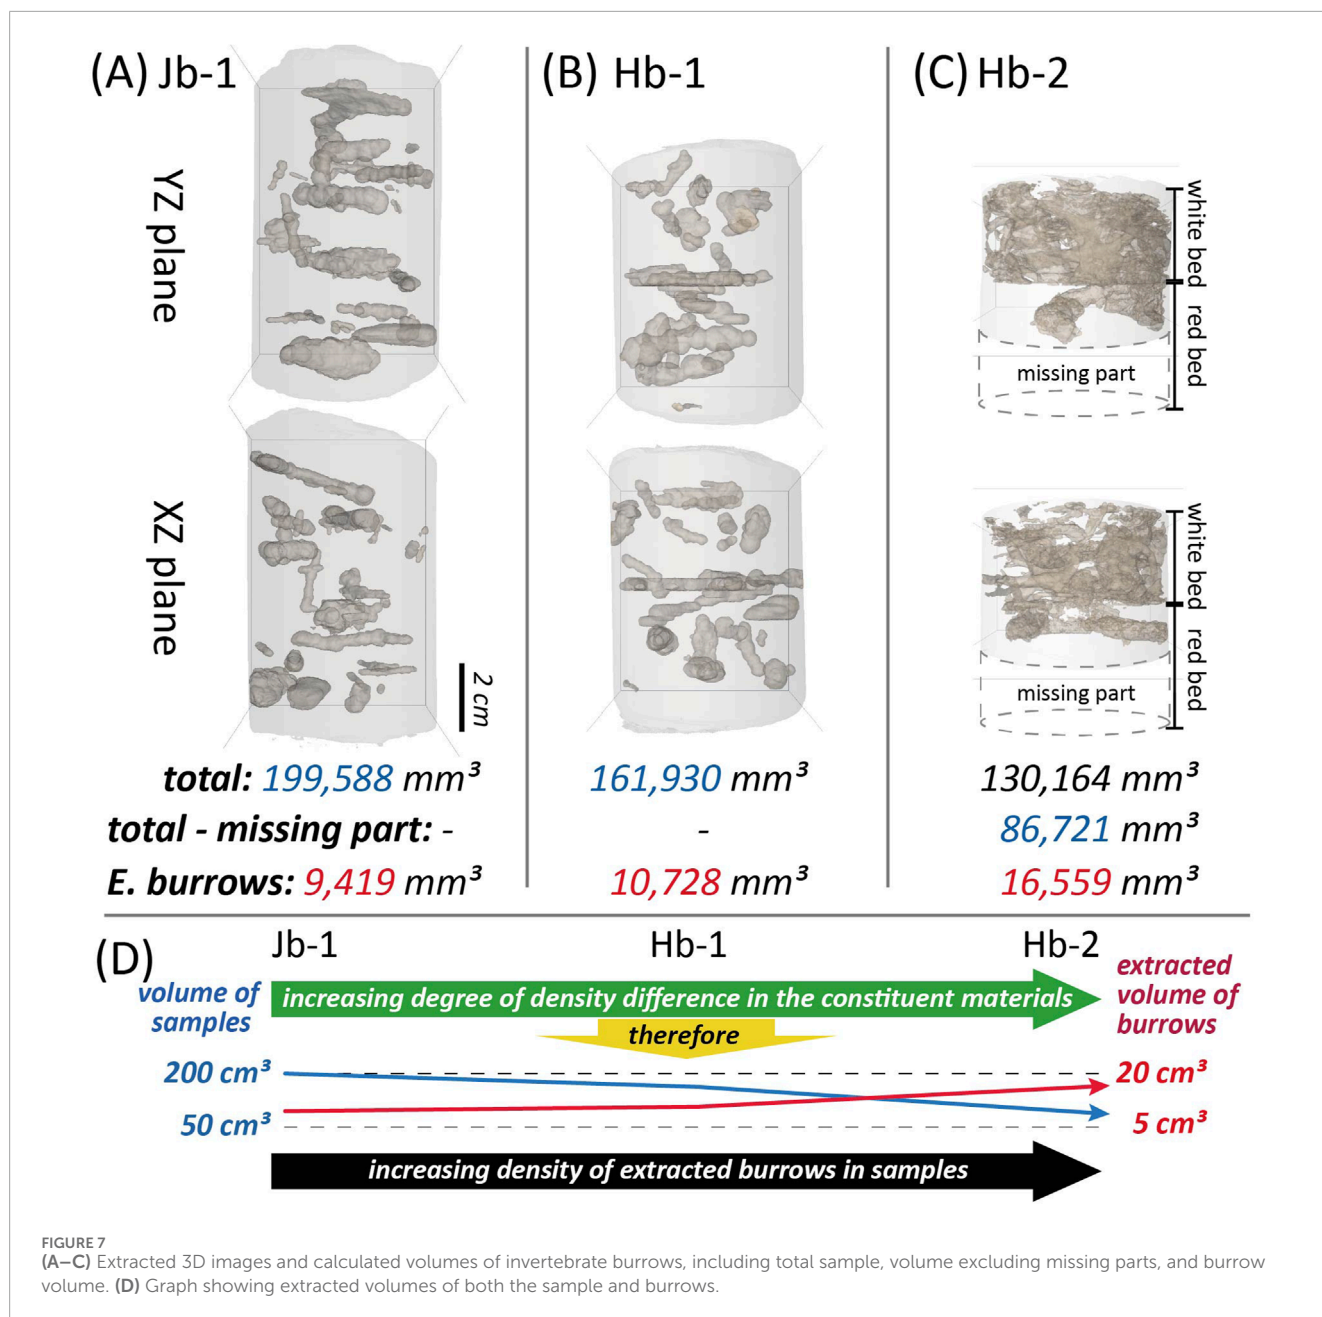 (A) Jb-1
(B) Hb-1
(C) Hb-2
YZ plane
white bed
red bed
missing part
XZ plane
2 cm
white bed
red bed
missing part
total: 199,588 mm³
161,930 mm³
130,164 mm³
total - missing part: -
-
86,721 mm³
E. burrows: 9,419 mm³
10,728 mm³
16,559 mm³
(D)
Jb-1
Hb-1
Hb-2
volume of
samples
increasing degree of density difference in the constituent materials
extracted
volume of
burrows
therefore
200 cm³
20 cm³
50 cm³
5 cm³
increasing density of extracted burrows in samples
FIGURE 7
(A–C) Extracted 3D images and calculated volumes of invertebrate burrows, including total sample, volume excluding missing parts, and burrow
volume. (D) Graph showing extracted volumes of both the sample and burrows.